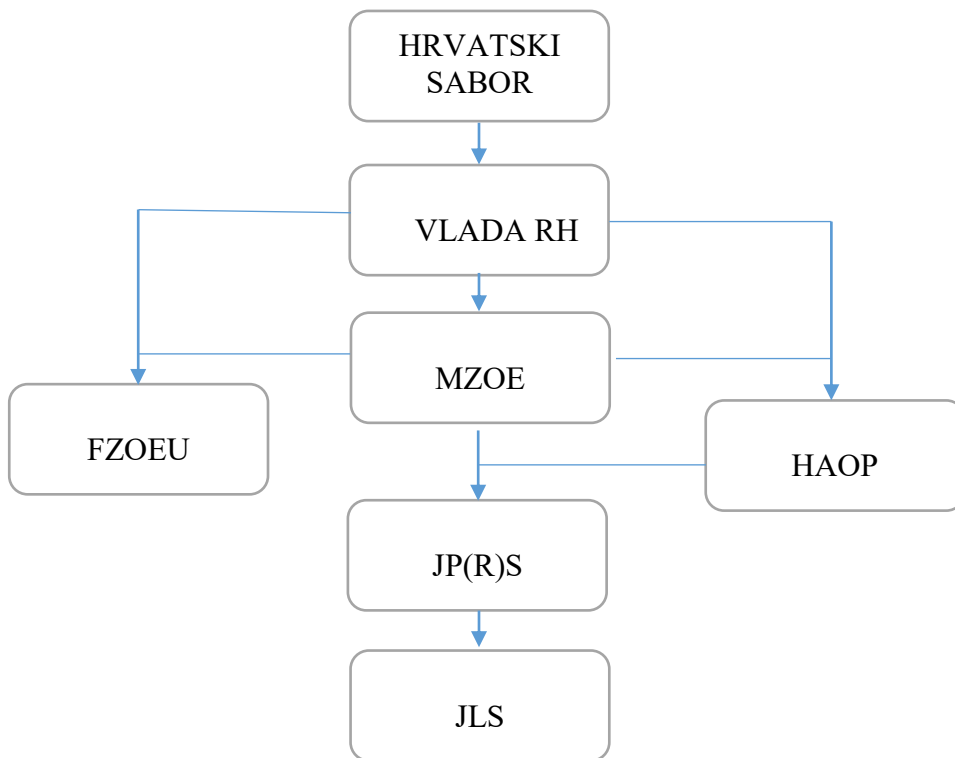 HRVATSKI
SABOR
VLADA RH
MZOE
FZOEU
HAOP
JP(R)S
JLS